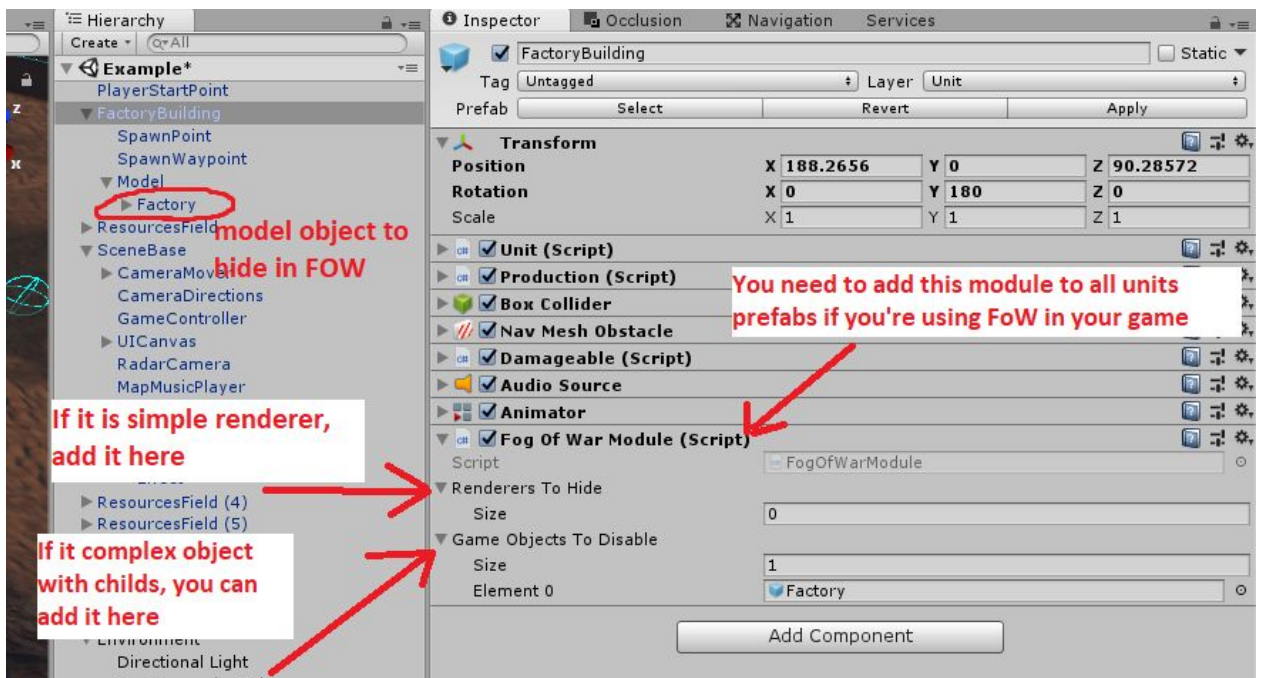 Hierarchy
Create
All
Example*
PlayerStartPoint
FactoryBuilding
SpawnPoint
SpawnWaypoint
Model
Factory
ResourcesField
SceneBase
CameraMover
CameraDirections
GameController
UICanvas
RadarCamera
MapMusicPlayer
ResourcesField (4)
ResourcesField (5)
Environment
Directional Light
z
x
model object to
hide in FOW
If it is simple renderer,
add it here
If it complex object
with childs, you can
add it here
Inspector Occlusion Navigation Services
FactoryBuilding Static
Tag Untagged Layer Unit
Prefab Select Revert Apply
Transform
Position X 188.2656 Y 0 Z 90.28572
Rotation X 0 Y 180 Z 0
Scale X 1 Y 1 Z 1
Unit (Script)
Production (Script)
Box Collider
Nav Mesh Obstacle
Damageable (Script)
Audio Source
Animator
Fog Of War Module (Script)
Script FogOfWarModule
Renderers To Hide
Size 0
Game Objects To Disable
Size 1
Element 0 Factory
Add Component
You need to add this module to all units
prefabs if you're using FoW in your game